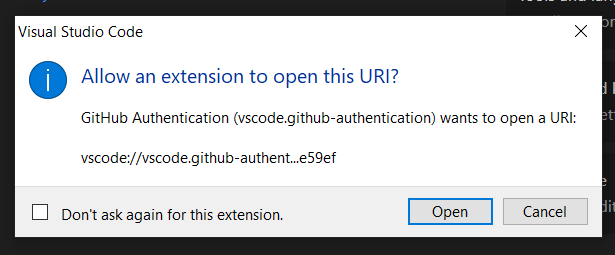 Visual Studio Code
Allow an extension to open this URI?
GitHub Authentication (vscode.github-authentication) wants to open a URI:
vscode://vscode.github-authent...e59ef
Don't ask again for this extension.
Open
Cancel